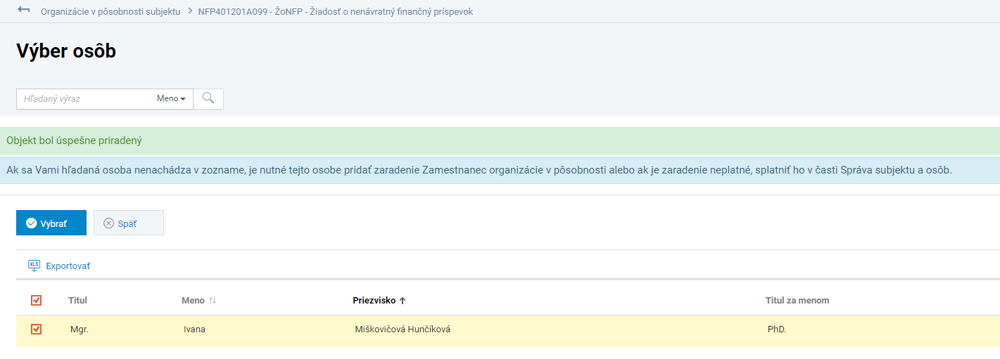 Organizácie v pôsobnosti subjektu > NFP401201A099 - ŽoNFP - Žiadosť o nenávratný finančný príspevok
Výber osôb
Hľadaný výraz Meno
Objekt bol úspešne priradený
Ak sa Vami hľadaná osoba nenachádza v zozname, je nutné tejto osobe pridať zaradenie Zamestnanec organizácie v pôsobnosti alebo ak je zaradenie neplatné, splatniť ho v časti Správa subjektu a osôb.
Vybrať Späť
XLS Exportovať
Titul Meno Priezvisko Titul za menom
Mgr. Ivana Miškovičová Hunčíková PhD.